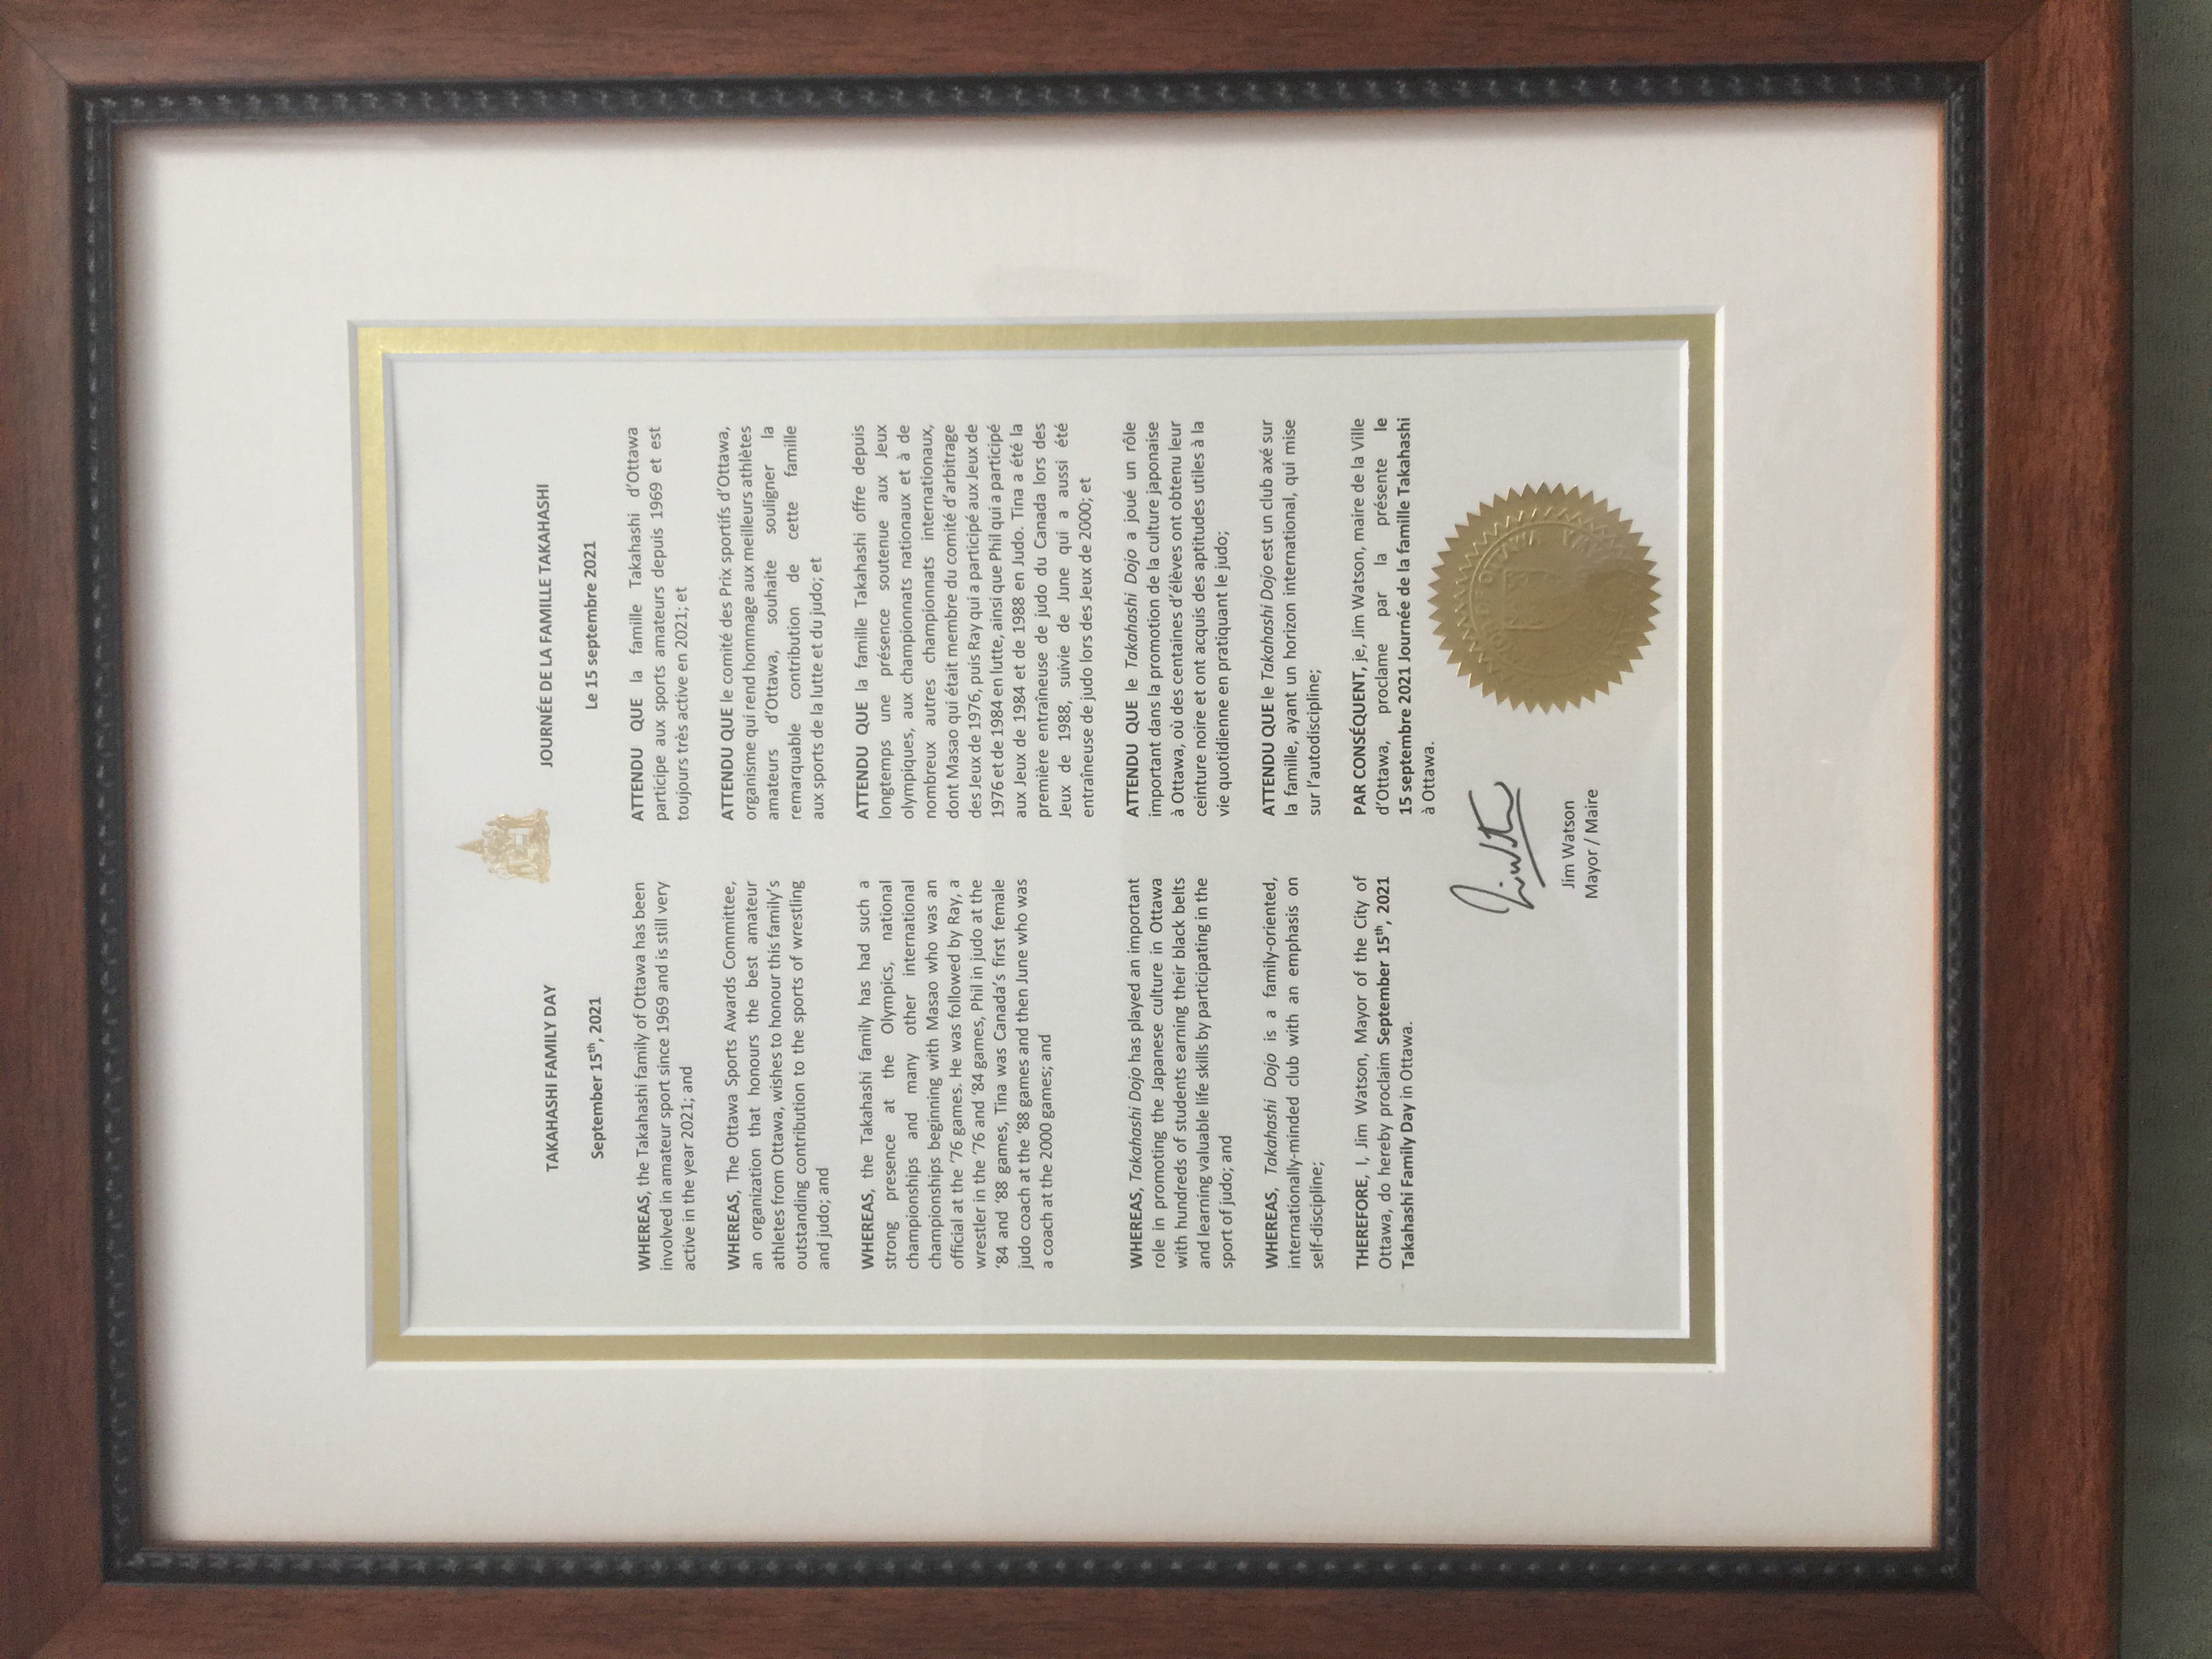 TAKAHASHI FAMILY DAY
September 15th, 2021
WHEREAS, the Takahashi family of Ottawa has been
involved in amateur sport since 1969 and is still very
active in the year 2021; and
WHEREAS, The Ottawa Sports Awards Committee,
an organization that honours the best amateur
athletes from Ottawa, wishes to honour this family's
outstanding contribution to the sports of wrestling
and judo; and
WHEREAS, the Takahashi family has had such a
strong presence at the Olympics, national
championships and many other international
championships beginning with Masao who was an
official at the '76 games. He was followed by Ray, a
wrestler in the '76 and '84 games, Phil in judo at the
'84 and '88 games, Tina was Canada's first female
judo coach at the '88 games and then June who was
a coach at the 2000 games; and
WHEREAS, Takahashi Dojo has played an important
role in promoting the Japanese culture in Ottawa
with hundreds of students earning their black belts
and learning valuable life skills by participating in the
sport of judo; and
WHEREAS, Takahashi Dojo is a family-oriented,
internationally-minded club with an emphasis on
self-discipline;
THEREFORE, I, Jim Watson, Mayor of the City of
Ottawa, do hereby proclaim September 15th, 2021
Takahashi Family Day in Ottawa.
JOURNÉE DE LA FAMILLE TAKAHASHI
Le 15 septembre 2021
ATTENDU QUE la famille Takahashi d'Ottawa
participe aux sports amateurs depuis 1969 et est
toujours très active en 2021; et
ATTENDU QUE le comité des Prix sportifs d'Ottawa,
organisme qui rend hommage aux meilleurs athlètes
amateurs d'Ottawa, souhaite souligner la
remarquable contribution de cette famille
aux sports de la lutte et du judo; et
ATTENDU QUE la famille Takahashi offre depuis
longtemps une présence soutenue aux Jeux
olympiques, aux championnats nationaux et à de
nombreux autres championnats internationaux,
dont Masao qui était membre du comité d'arbitrage
des Jeux de 1976, puis Ray qui a participé aux Jeux de
1976 et de 1984 en lutte, ainsi que Phil qui a participé
aux Jeux de 1984 et de 1988 en Judo. Tina a été la
première entraîneuse de judo du Canada lors des
Jeux de 1988, suivie de June qui a aussi été
entraîneuse de judo lors des Jeux de 2000; et
ATTENDU QUE le Takahashi Dojo a joué un rôle
important dans la promotion de la culture japonaise
à Ottawa, où des centaines d'élèves ont obtenu leur
ceinture noire et ont acquis des aptitudes utiles à la
vie quotidienne en pratiquant le judo;
ATTENDU QUE le Takahashi Dojo est un club axé sur
la famille, ayant un horizon international, qui mise
sur l'autodiscipline;
PAR CONSÉQUENT, je, Jim Watson, maire de la Ville
d'Ottawa, proclame par la présente le
15 septembre 2021 Journée de la famille Takahashi
à Ottawa.
Jim Watson
Jim Watson
Mayor / Maire